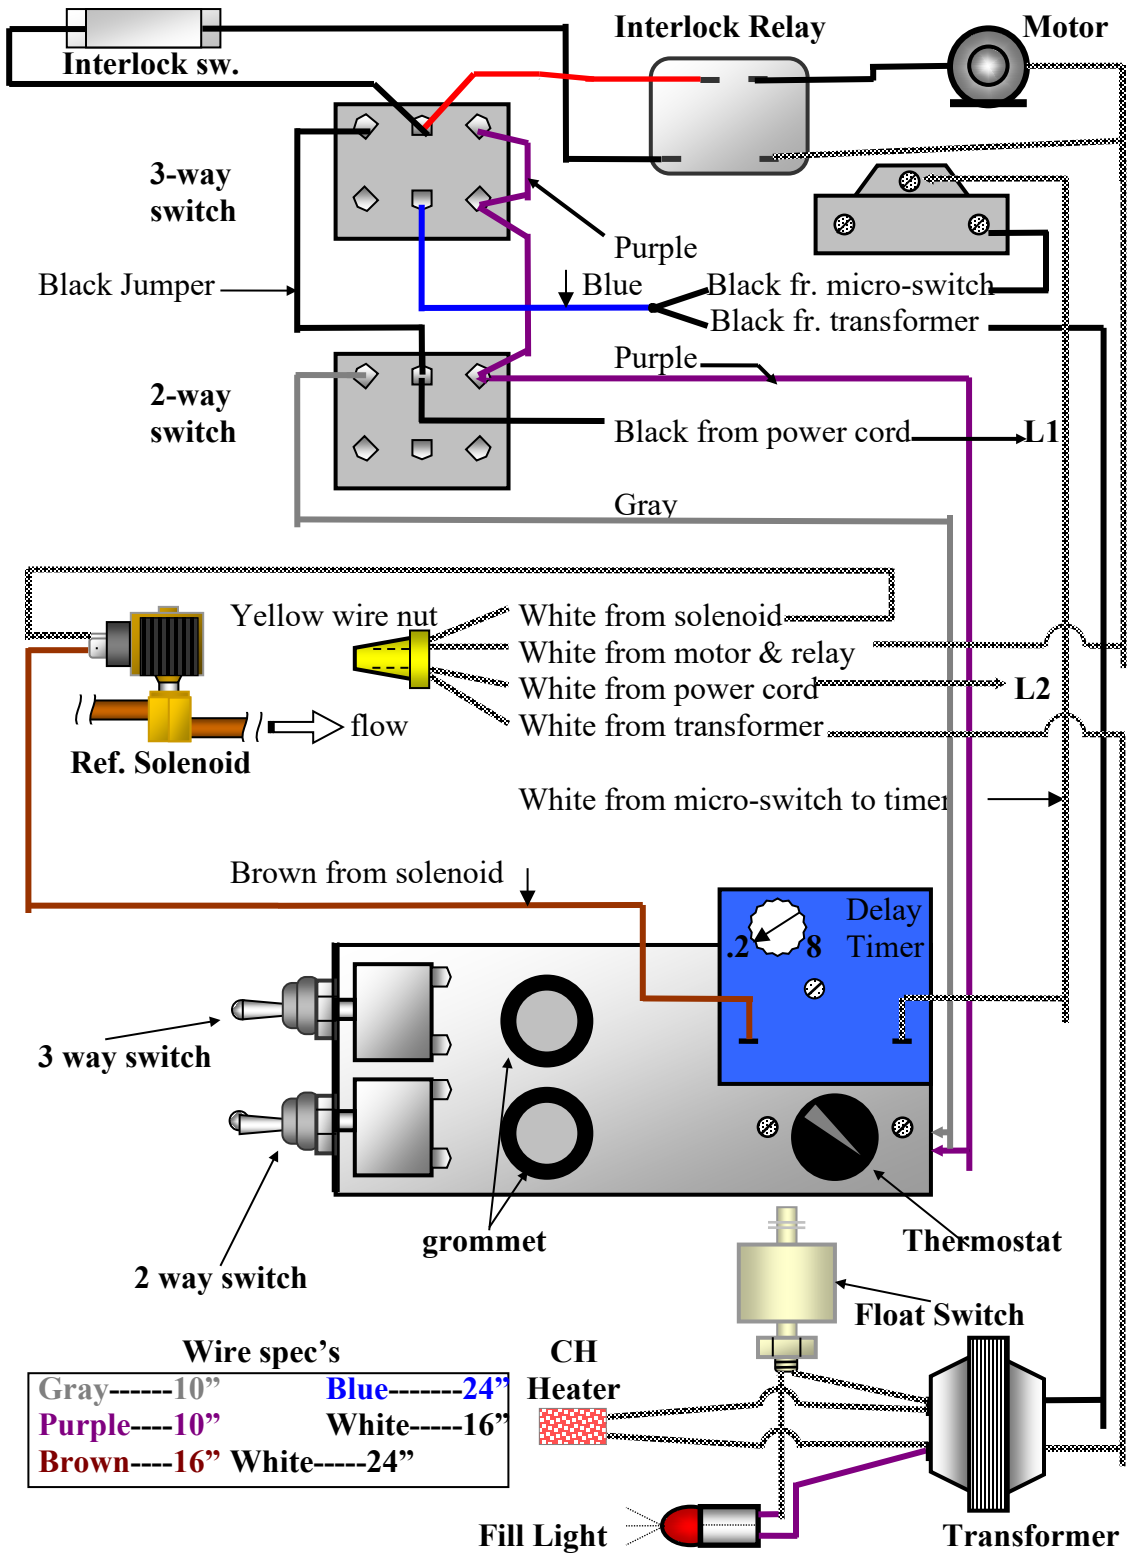 Interlock Relay
Motor
Interlock sw.
3-way
switch
Purple
Black Jumper
Blue
Black fr. micro-switch
Black fr. transformer
Purple
2-way
switch
Black from power cord
L1
Gray
Yellow wire nut
White from solenoid
White from motor & relay
White from power cord
L2
White from transformer
flow
Ref. Solenoid
White from micro-switch to timer
Brown from solenoid
Delay
Timer
.2
8
3 way switch
grommet
Thermostat
2 way switch
Float Switch
Wire spec’s
Gray------10”
Blue-------24”
Purple----10”
White-----16”
Brown----16” White-----24”
CH
Heater
Fill Light
Transformer